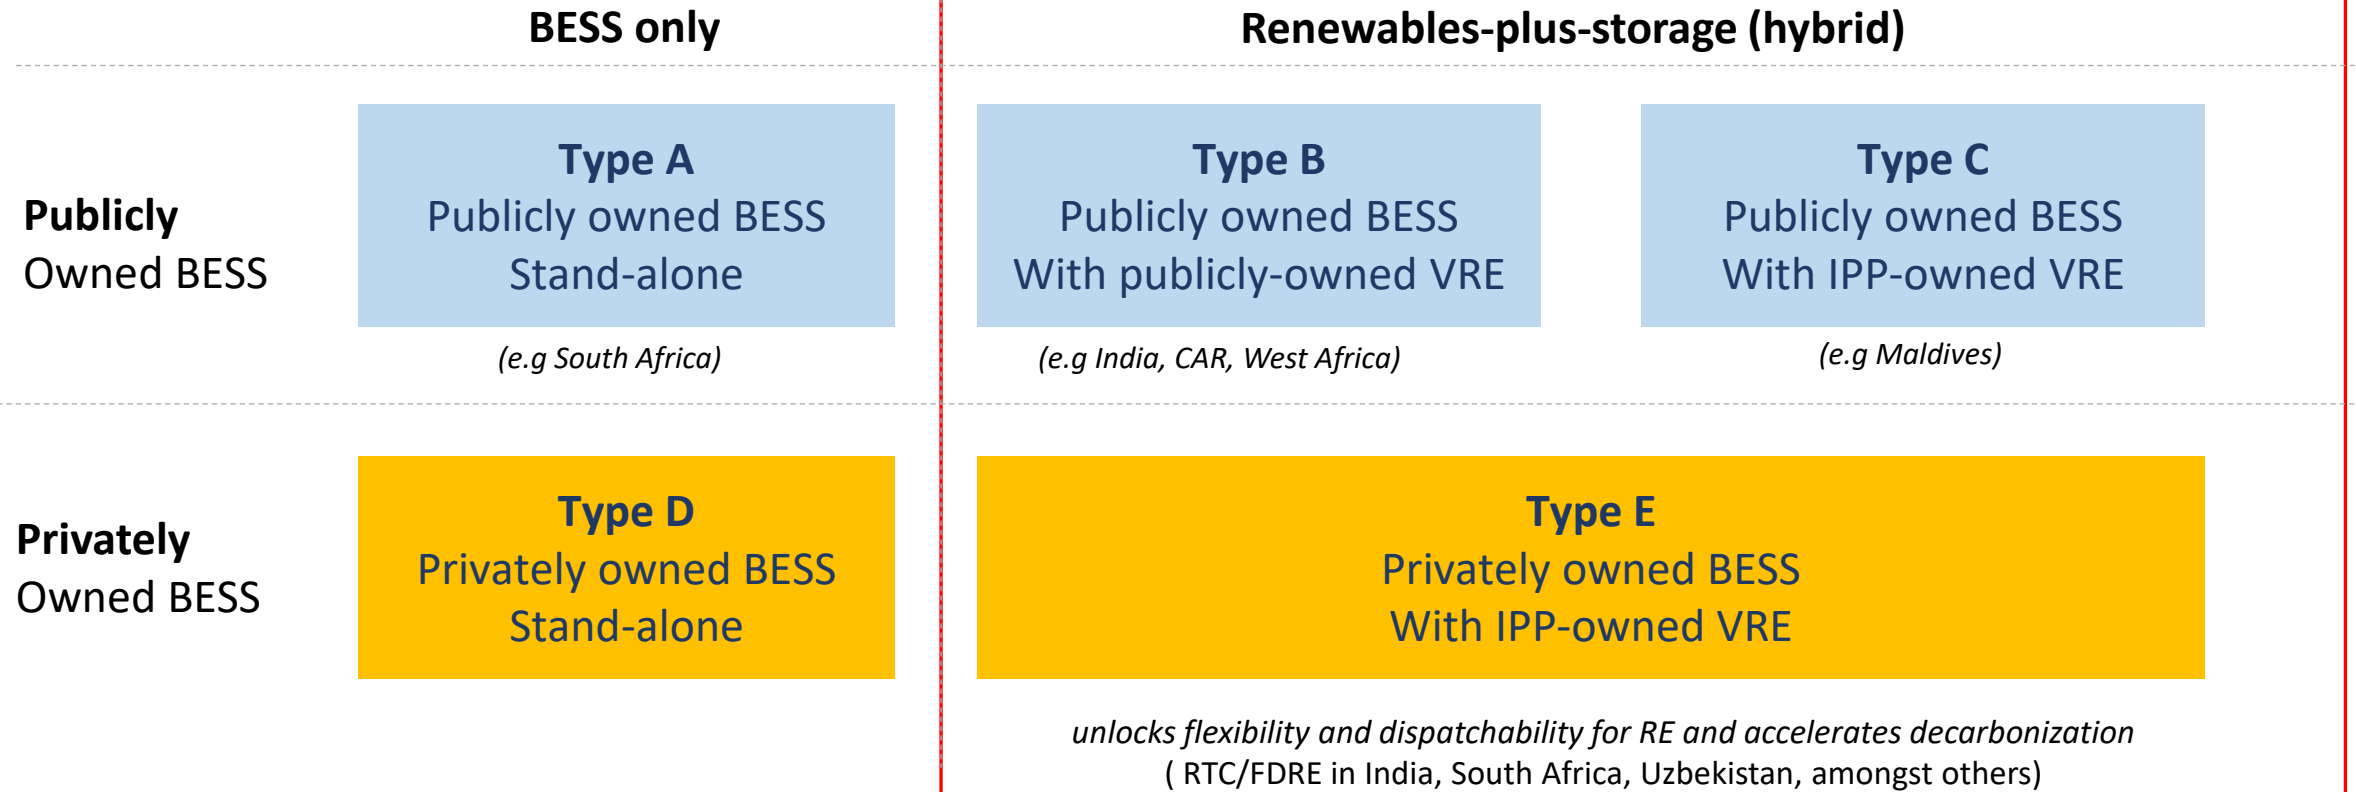 BESS only
Renewables-plus-storage (hybrid)
Publicly
Owned BESS
Type A
Publicly owned BESS
Stand-alone
(e.g South Africa)
Type B
Publicly owned BESS
With publicly-owned VRE
(e.g India, CAR, West Africa)
Type C
Publicly owned BESS
With IPP-owned VRE
(e.g Maldives)
Privately
Owned BESS
Type D
Privately owned BESS
Stand-alone
Type E
Privately owned BESS
With IPP-owned VRE
unlocks flexibility and dispatchability for RE and accelerates decarbonization
( RTC/FDRE in India, South Africa, Uzbekistan, amongst others)